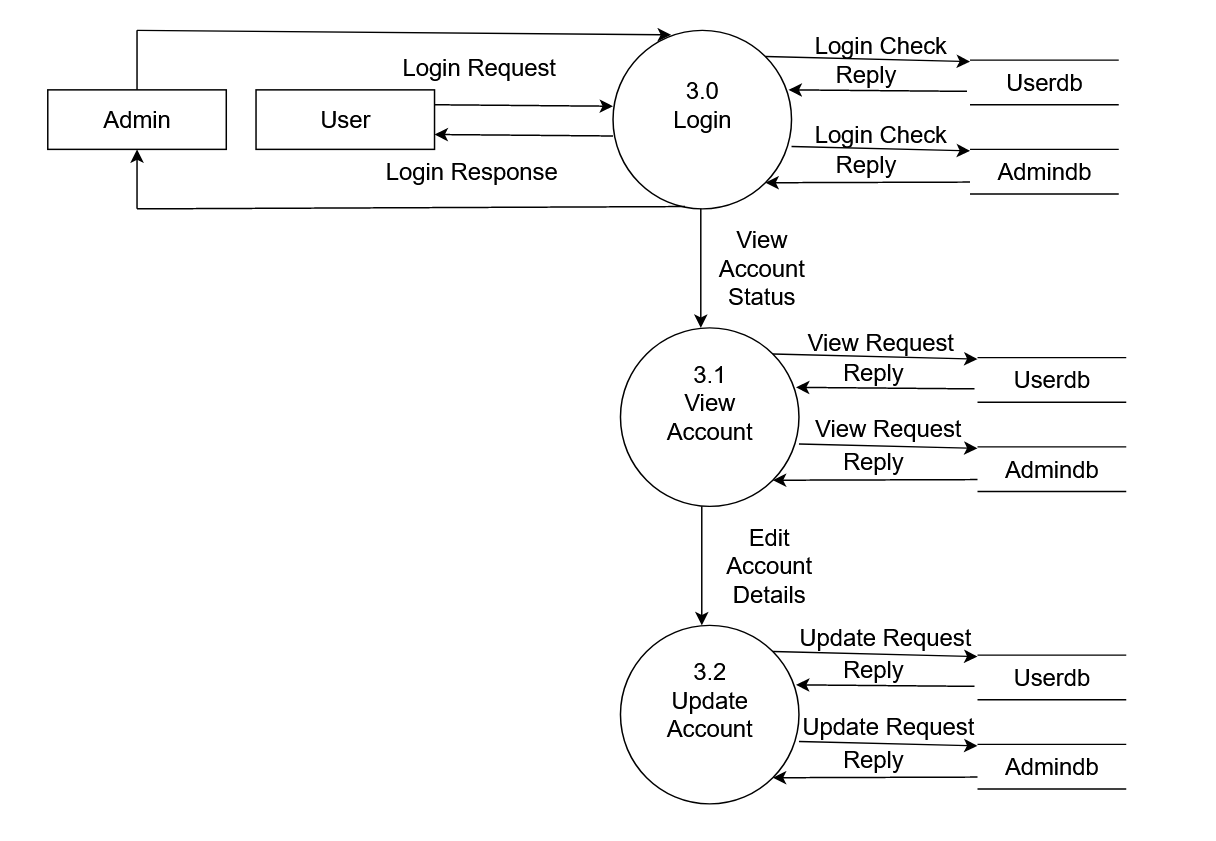 Login Check
Login Request
Reply
Userdb
3.0
Login
Admin
User
Login Check
Reply
Admindb
Login Response
View
Account
Status
View Request
3.1
View
Account
Reply
Userdb
View Request
Reply
Admindb
Edit
Account
Details
Update Request
3.2
Update
Account
Reply
Userdb
Update Request
Reply
Admindb